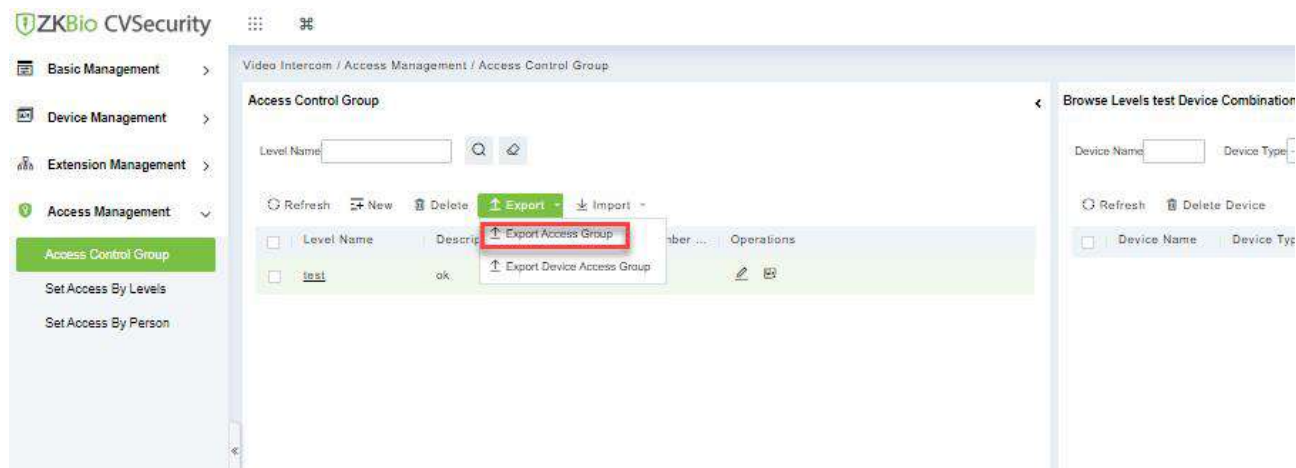 ZKBio CVSecurity
Basic Management
Device Management
Extension Management
Access Management
Access Control Group
Set Access By Levels
Set Access By Person
Video Intercom / Access Management / Access Control Group
Access Control Group
Level Name
Refresh New Delete Export Import
Export Access Group
Export Device Access Group
Level Name Descrip nber ... Operations
test ok
Browse Levels test Device Combination
Device Name Device Type -
Refresh Delete Device
Device Name Device Typ